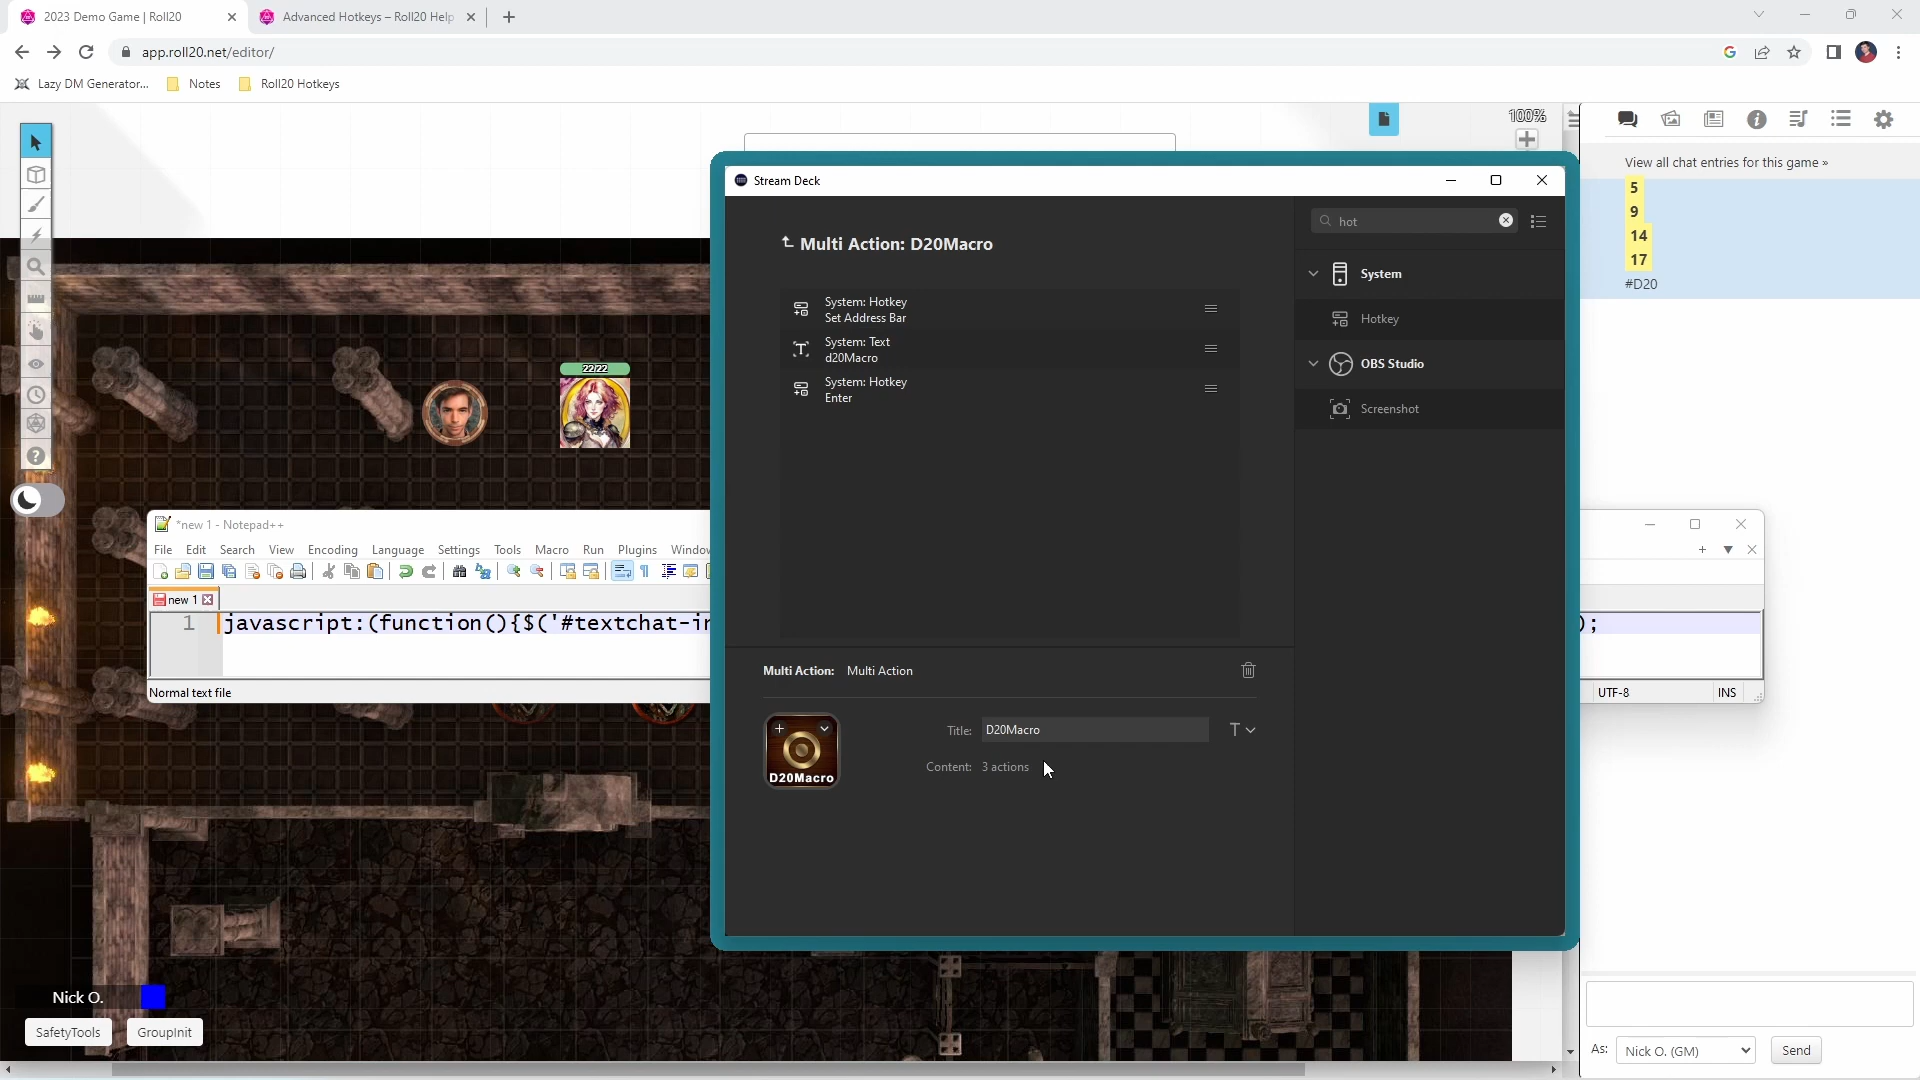 2023 Demo Game | Roll20
Advanced Hotkeys – Roll20 Help
app.roll20.net/editor/
Lazy DM Generator...
Notes
Roll20 Hotkeys
100%
View all chat entries for this game »
5
9
14
17
#D20
Stream Deck
Multi Action: D20Macro
System: Hotkey
Set Address Bar
System: Text
d20Macro
System: Hotkey
Enter
hot
System
Hotkey
OBS Studio
Screenshot
22/22
*new 1 - Notepad++
File Edit Search View Encoding Language Settings Tools Macro Run Plugins Window
new 1
1 javascript:(function(){$('#textchat-in
);
Normal text file
UTF-8
INS
Multi Action: Multi Action
Title: D20Macro
Content: 3 actions
D20Macro
Nick O.
SafetyTools
GroupInit
As: Nick O. (GM)
Send